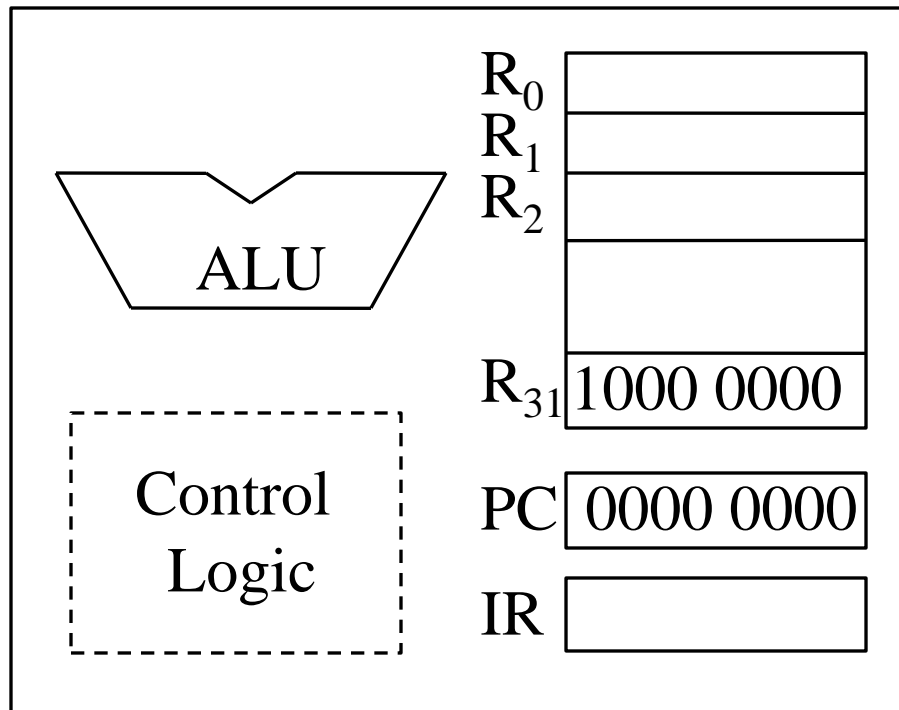 R₀
R₁
R₂
ALU
R₃₁ 1000 0000
Control
Logic
PC 0000 0000
IR